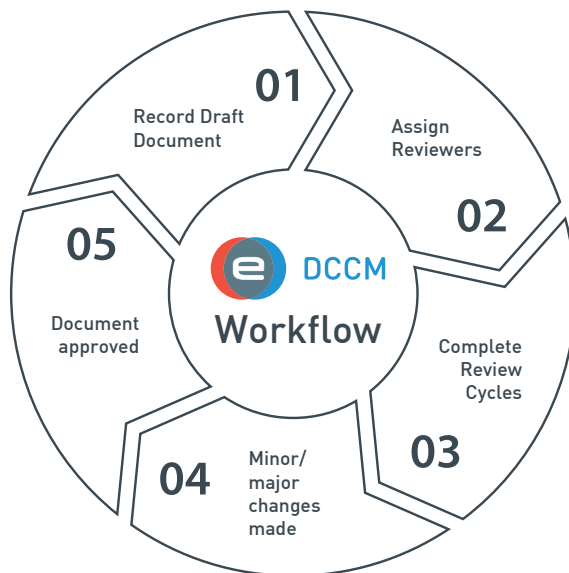 01
Record Draft
Document
Assign
Reviewers
02
Complete
Review
Cycles
03
Minor/
major
changes
made
04
05
Document
approved
e DCCM
Workflow